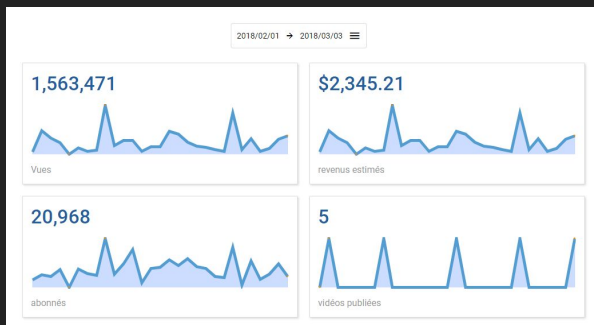 2018/02/01 → 2018/03/03
1,563,471
Vues
$2,345.21
revenus estimés
20,968
abonnés
5
vidéos publiées